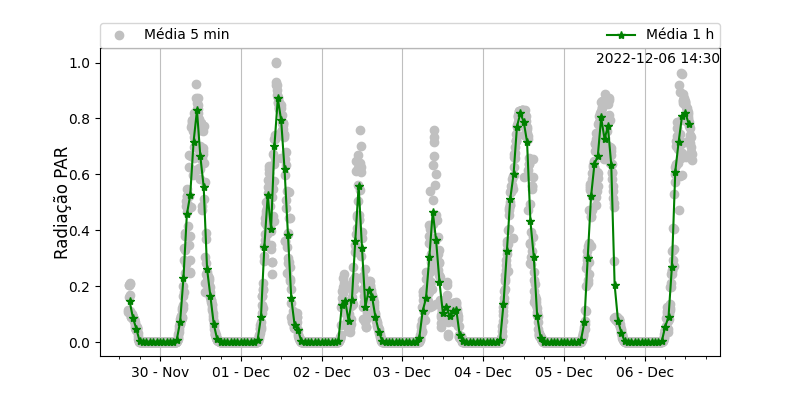 Média 5 min
Média 1 h
2022-12-06 14:30
Radiação PAR
1.0
0.8
0.6
0.4
0.2
0.0
30 - Nov
01 - Dec
02 - Dec
03 - Dec
04 - Dec
05 - Dec
06 - Dec